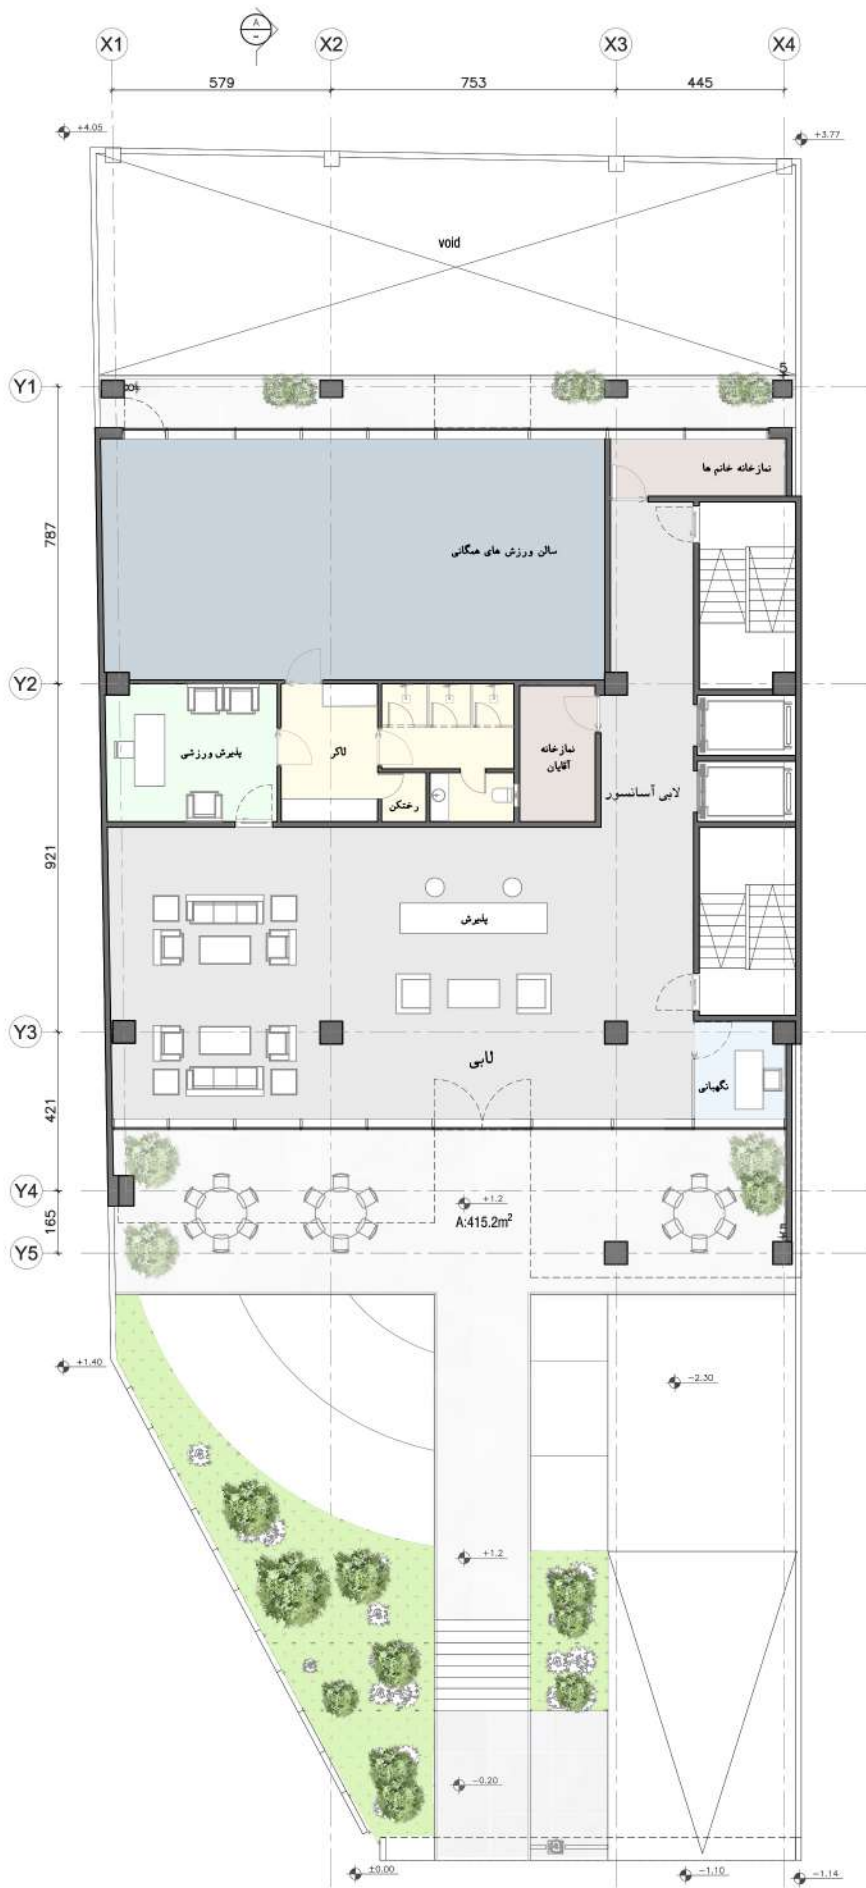 A
X1 X2 X3 X4
579 753 445
+4.05 +3.77
void
Y1
نمازخانه خانم ها
787
سالن ورزش های همگانی
Y2
پذیرش ورزشی
لاکر
نمازخانه
آقایان
رختکن
لابی آسانسور
921
پذیرش
Y3
لابی
نگهبانی
421
Y4
+1.2
165
A:415.2m²
Y5
+1.40
-2.30
+1.2
-0.20
±0.00
-1.10
-1.14